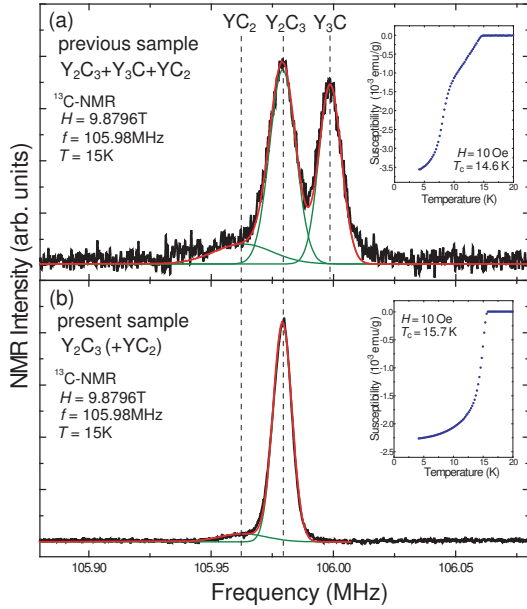 (a)
YC₂ Y₂C₃ Y₃C
previous sample
Y₂C₃+Y₃C+YC₂
¹³C-NMR
H = 9.8796T
f = 105.98MHz
T = 15K
Susceptibility (10⁻³ emu/g)
0.0
-0.5
-1.0
-1.5
-2.0
-2.5
-3.0
-3.5
H = 10 Oe
Tc = 14.6 K
0 5 10 15 20
Temperature (K)
NMR Intensity (arb. units)
(b)
present sample
Y₂C₃ (+YC₂)
¹³C-NMR
H = 9.8796T
f = 105.98MHz
T = 15K
Susceptibility (10⁻³ emu/g)
0.0
-0.5
-1.0
-1.5
-2.0
-2.5
H = 10 Oe
Tc = 15.7 K
0 5 10 15 20
Temperature (K)
105.90 105.95 106.00 106.05
Frequency (MHz)